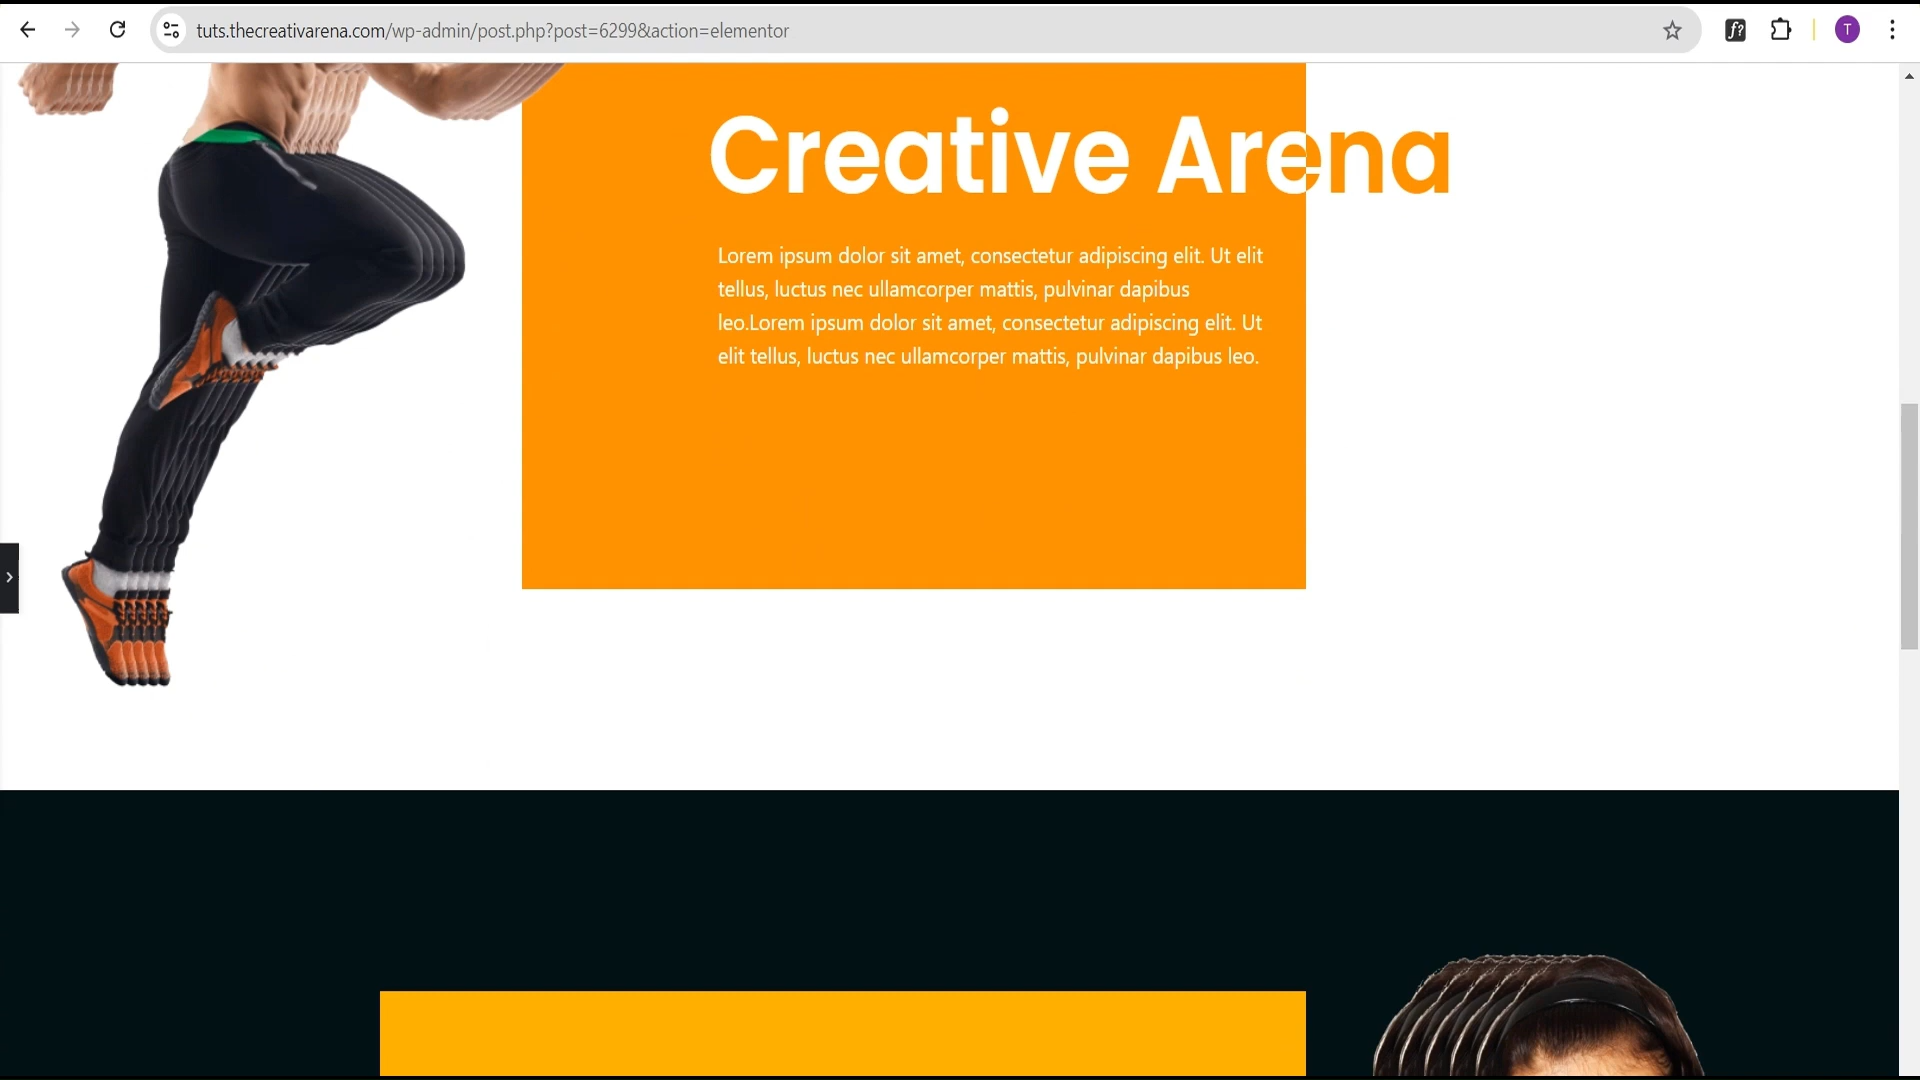 tuts.thecreativarena.com/wp-admin/post.php?post=6299&action=elementor
f?
T
Creative Arena
Lorem ipsum dolor sit amet, consectetur adipiscing elit. Ut elit
tellus, luctus nec ullamcorper mattis, pulvinar dapibus
leo.Lorem ipsum dolor sit amet, consectetur adipiscing elit. Ut
elit tellus, luctus nec ullamcorper mattis, pulvinar dapibus leo.